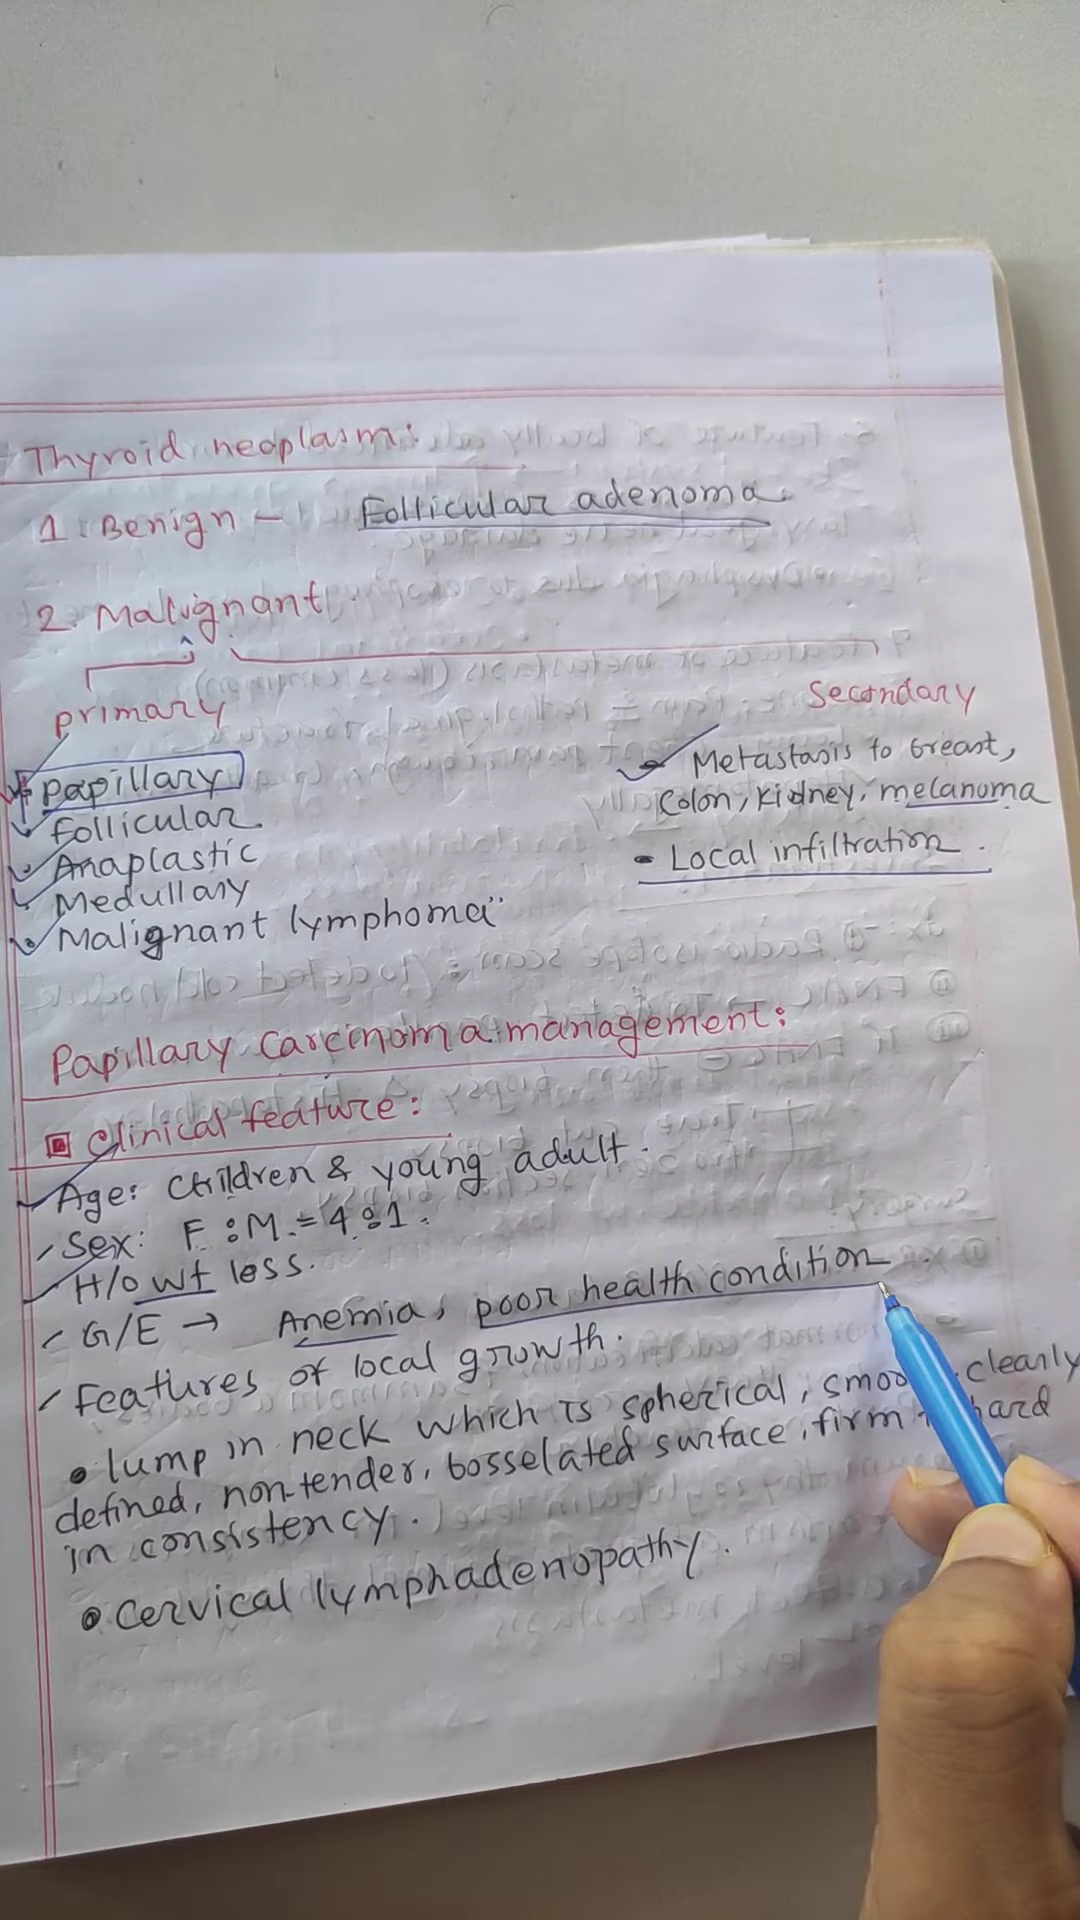 Thyroid neoplasm:
1. Benign - Follicular adenoma.
2. Malignant.
primary
Secondary
Papillary
follicular
Anaplastic
Medullary
Malignant lymphoma
- Metastasis to breast,
Colon, Kidney, melanoma
- Local infiltration.
Papillary Carcinoma management:
Clinical feature:
Age: Children & young adult.
Sex: F:M = 4:1.
H/o wt loss.
G/E → Anemia, poor health condition
Features of local growth.
• lump in neck which is spherical, clearly
defined, non-tender, bosselated surface, firm hard
in consistency.
• cervical lymphadenopathy.